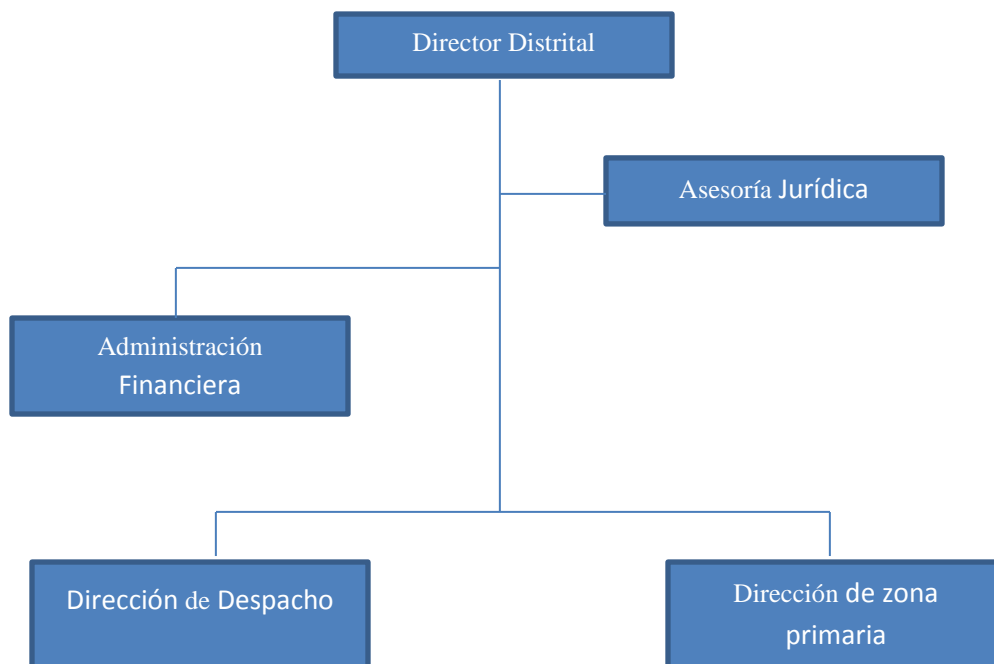 Director Distrital
Asesoría Jurídica
Administración
Financiera
Dirección de Despacho
Dirección de zona
primaria